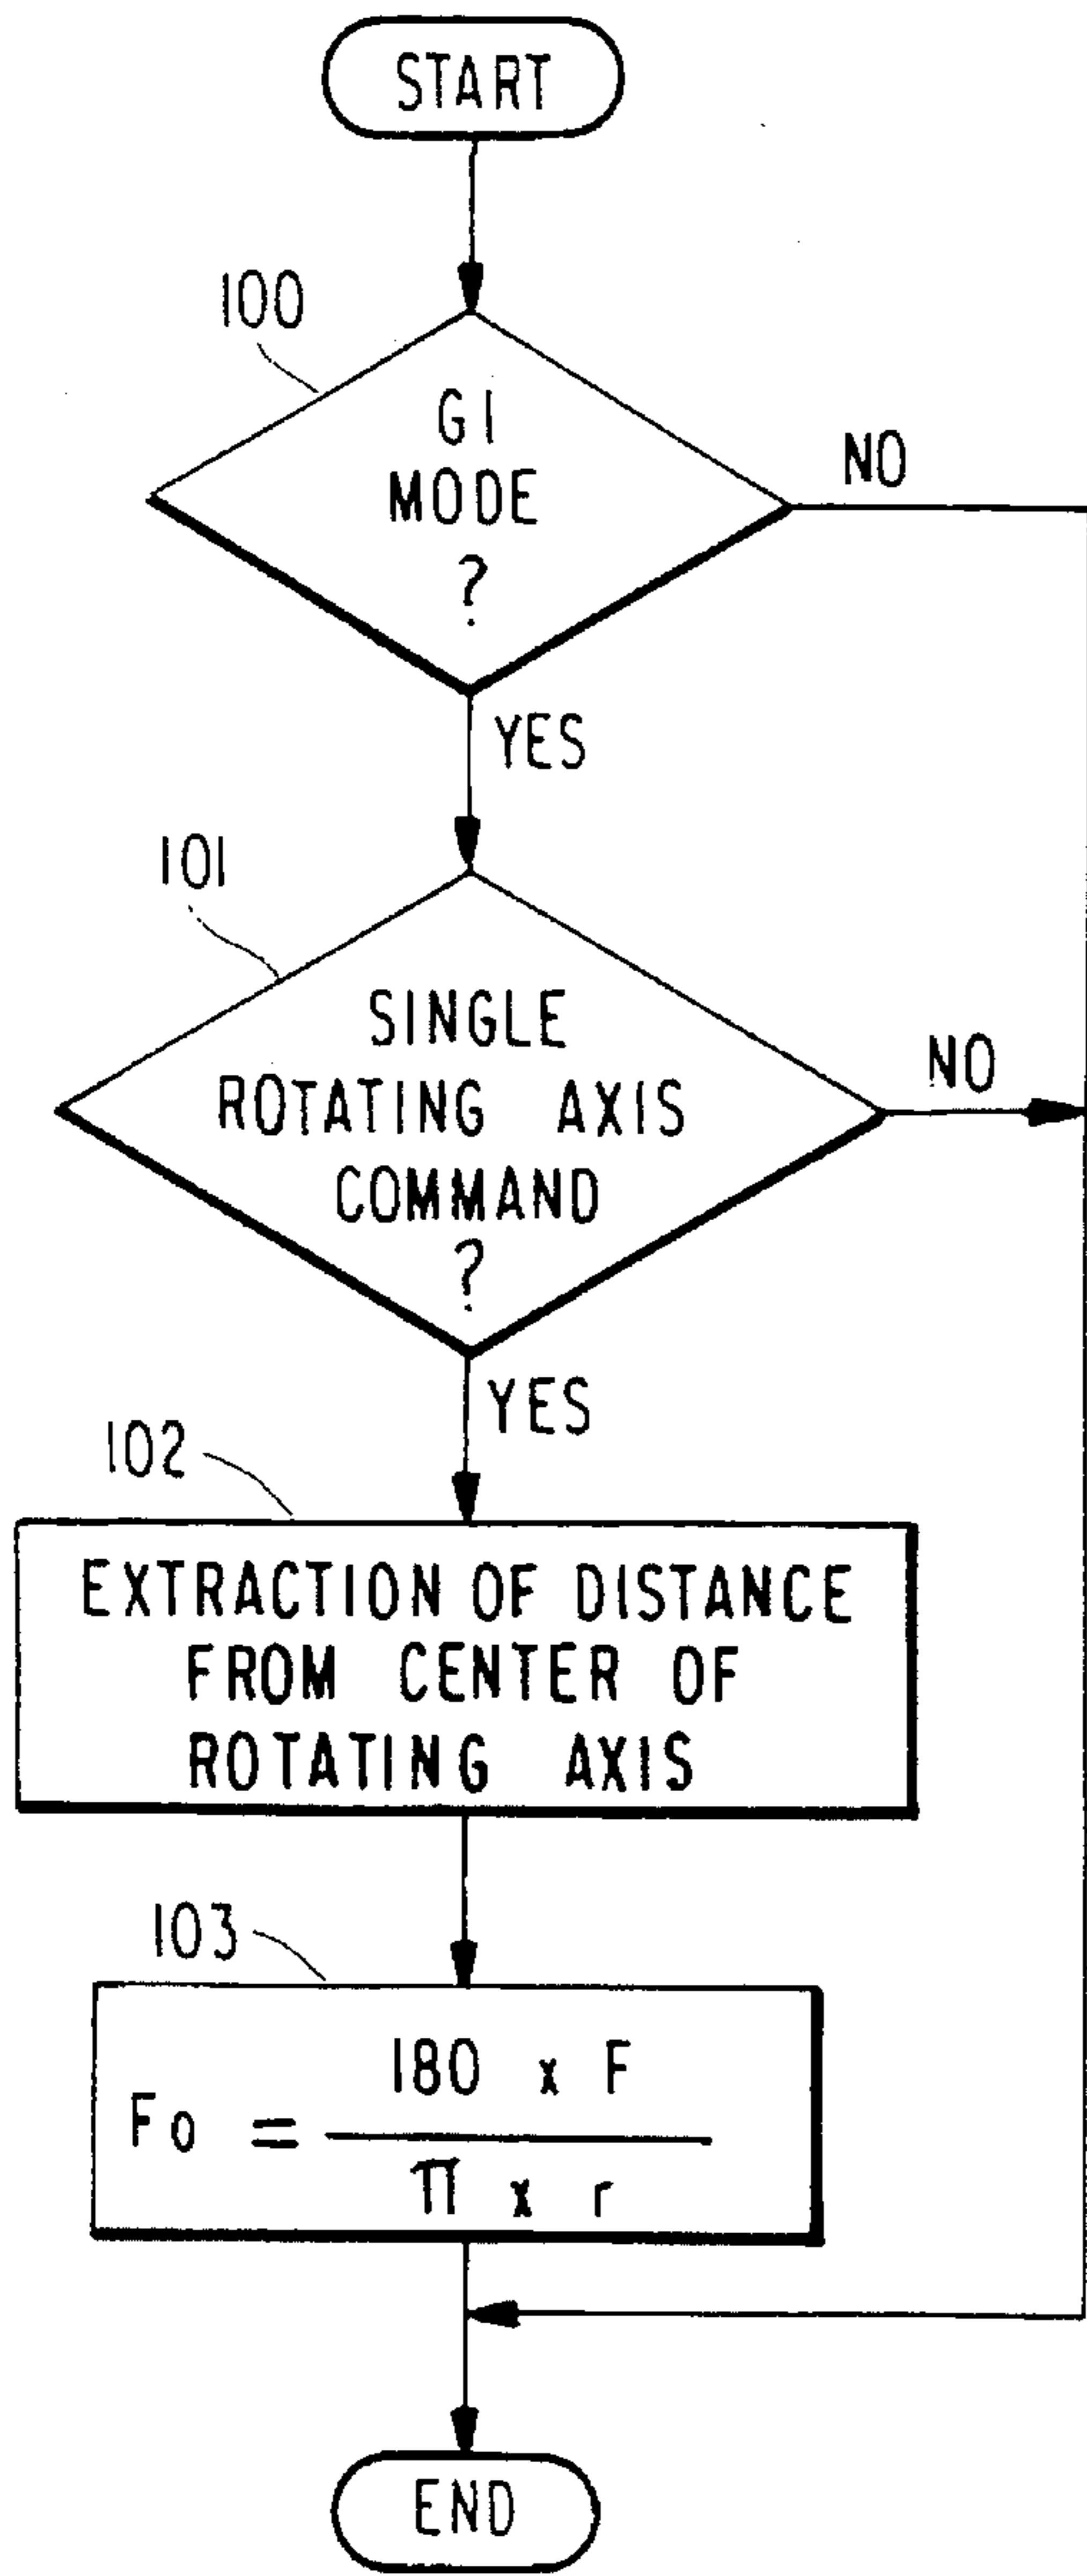 START
100
G1
MODE
?
NO
YES
101
SINGLE
ROTATING AXIS
COMMAND
?
NO
YES
102
EXTRACTION OF DISTANCE
FROM CENTER OF
ROTATING AXIS
103
Fo = 180 x F
π x r
END